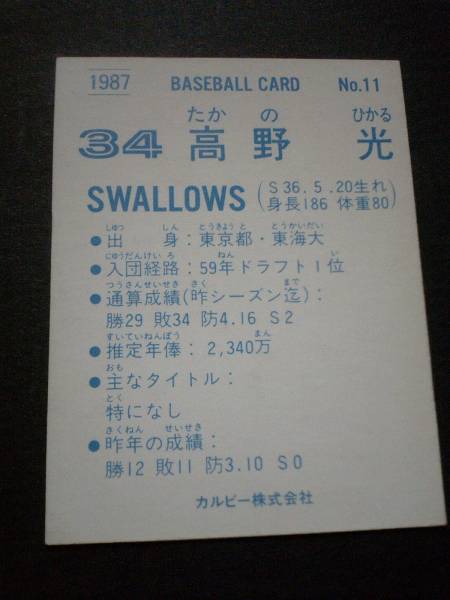 1987 BASEBALL CARD No.11
たか の ひかる
34 高野 光
SWALLOWS (S36.5.20生れ
身長186 体重80)
しゅつ しん とうきょう と とうかいだい
●出 身:東京都・東海大
にゅうだんけいろ ねん い
●入団経路:59年ドラフト1位
つうさんせいせき さく まで
●通算成績(昨シーズン迄):
勝29 敗34 防4.16 S2
すいていねんぽう まん
●推定年俸:2,340万
おも
●主なタイトル:
とく
特になし
さくねん せいせき
●昨年の成績:
勝12 敗11 防3.10 S0
カルビー株式会社